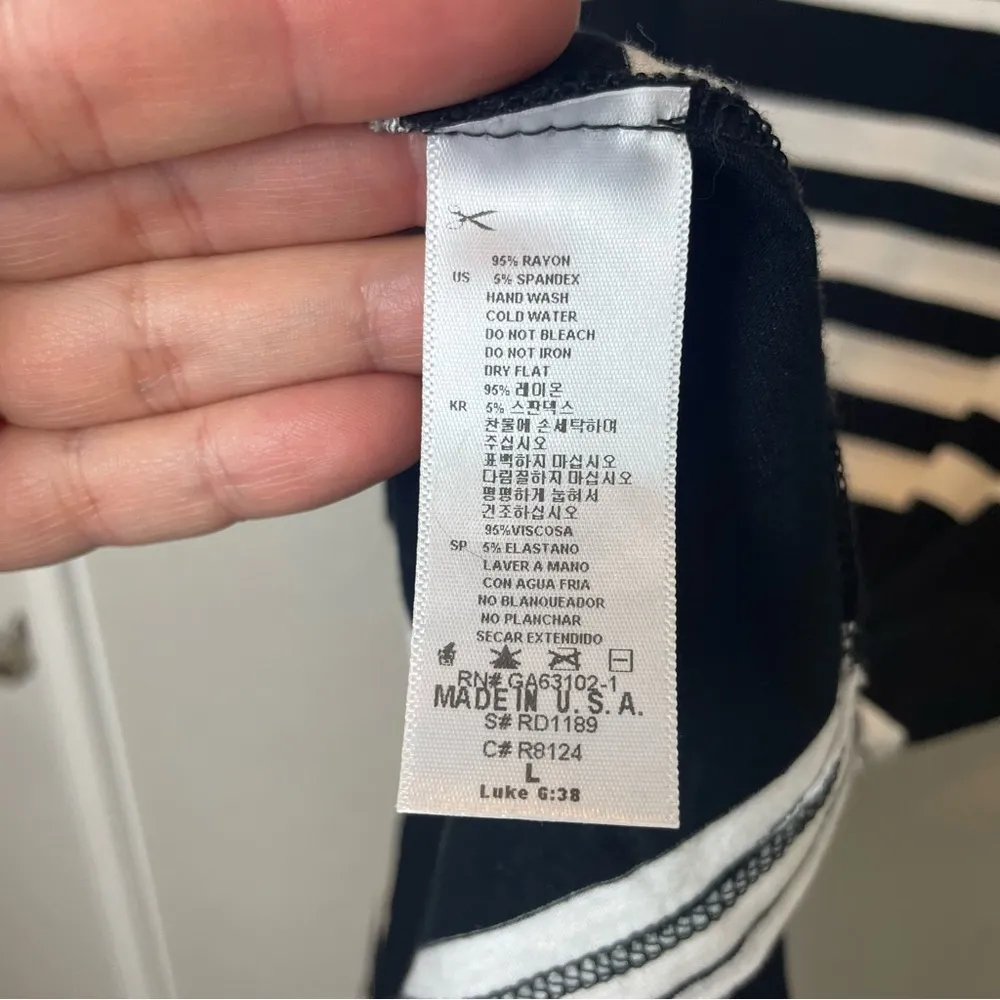 95% RAYON
US 5% SPANDEX
HAND WASH
COLD WATER
DO NOT BLEACH
DO NOT IRON
DRY FLAT
95% 레이온
KR 5% 스판덱스
찬물에 손세탁하여
주십시오
표백하지 마십시오
다림질하지 마십시오
평평하게 눕혀서
건조하십시오
95%VISCOSA
SP 5% ELASTANO
LAVER A MANO
CON AGUA FRIA
NO BLANQUEADOR
NO PLANCHAR
SECAR EXTENDIDO
RN# GA63102-1
MADE IN U.S.A.
S# RD1189
C# R8124
L
Luke 6:38